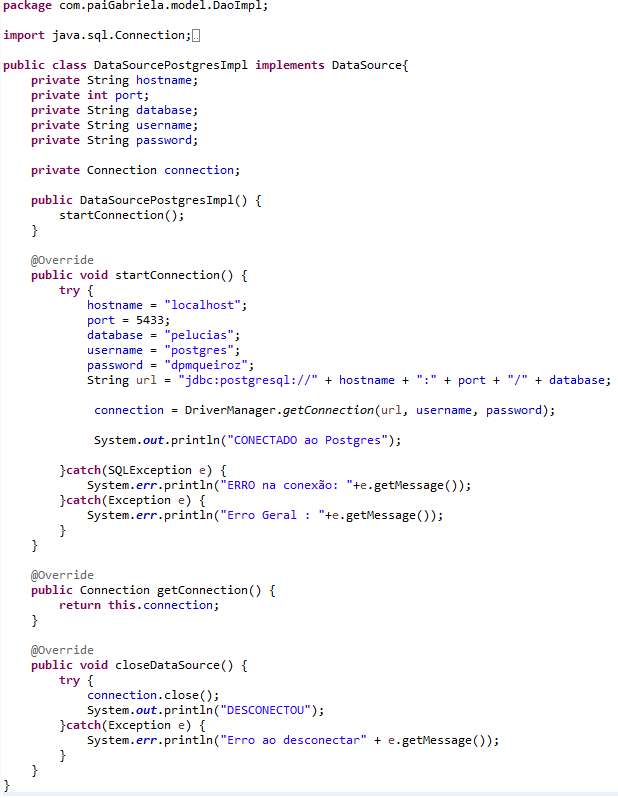 package com.paiGabriela.model.DaoImpl;
import java.sql.Connection;
public class DataSourcePostgresImpl implements DataSource{
private String hostname;
private int port;
private String database;
private String username;
private String password;
private Connection connection;
public DataSourcePostgresImpl() {
startConnection();
}
@Override
public void startConnection() {
try {
hostname = "localhost";
port = 5433;
database = "pelucias";
username = "postgres";
password = "dpmqueiroz";
String url = "jdbc:postgresql://" + hostname + ":" + port + "/" + database;
connection = DriverManager.getConnection(url, username, password);
System.out.println("CONECTADO ao Postgres");
}catch(SQLException e) {
System.err.println("ERRO na conexão: "+e.getMessage());
}catch(Exception e) {
System.err.println("Erro Geral : "+e.getMessage());
}
}
@Override
public Connection getConnection() {
return this.connection;
}
@Override
public void closeDataSource() {
try {
connection.close();
System.out.println("DESCONECTOU");
}catch(Exception e) {
System.err.println("Erro ao desconectar" + e.getMessage());
}
}
}